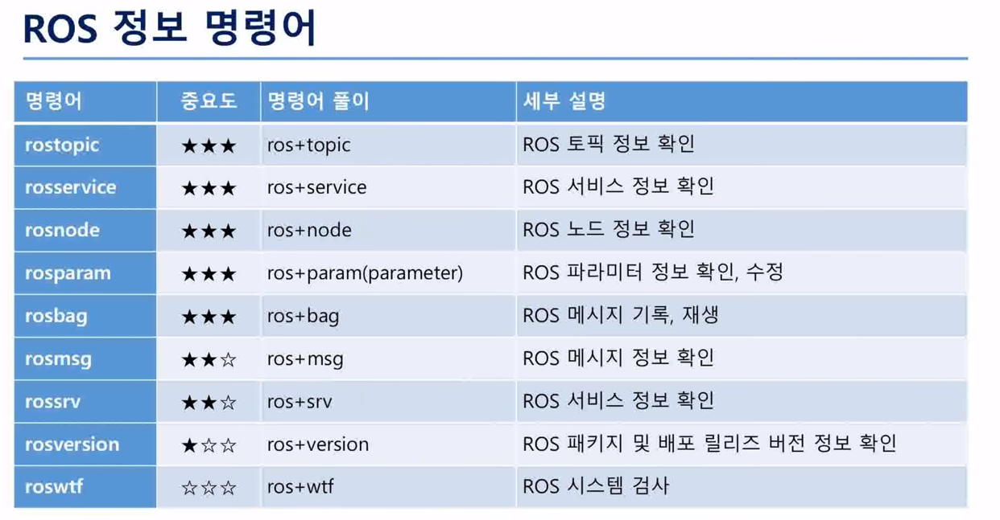 ROS 정보 명령어
명령어 중요도 명령어 풀이 세부 설명
rostopic ★★★ ros+topic ROS 토픽 정보 확인
rosservice ★★★ ros+service ROS 서비스 정보 확인
rosnode ★★★ ros+node ROS 노드 정보 확인
rosparam ★★★ ros+param(parameter) ROS 파라미터 정보 확인, 수정
rosbag ★★★ ros+bag ROS 메시지 기록, 재생
rosmsg ★★☆ ros+msg ROS 메시지 정보 확인
rossrv ★★☆ ros+srv ROS 서비스 정보 확인
rosversion ★☆☆ ros+version ROS 패키지 및 배포 릴리즈 버전 정보 확인
roswtf ☆☆☆ ros+wtf ROS 시스템 검사